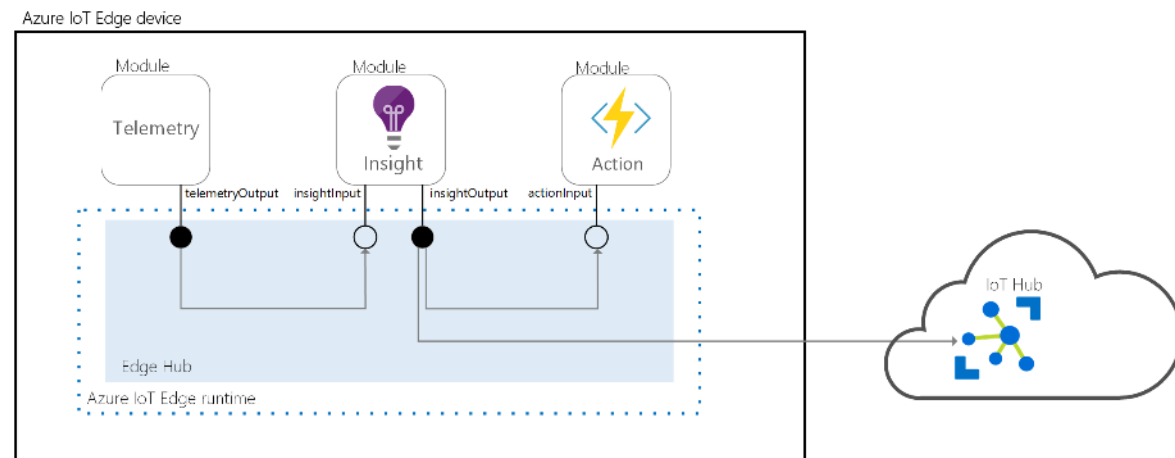 Azure IoT Edge device
Module
Module
Module
Telemetry
Insight
Action
telemetryOutput
insightInput
insightOutput
actionInput
IoT Hub
Edge Hub
Azure IoT Edge runtime